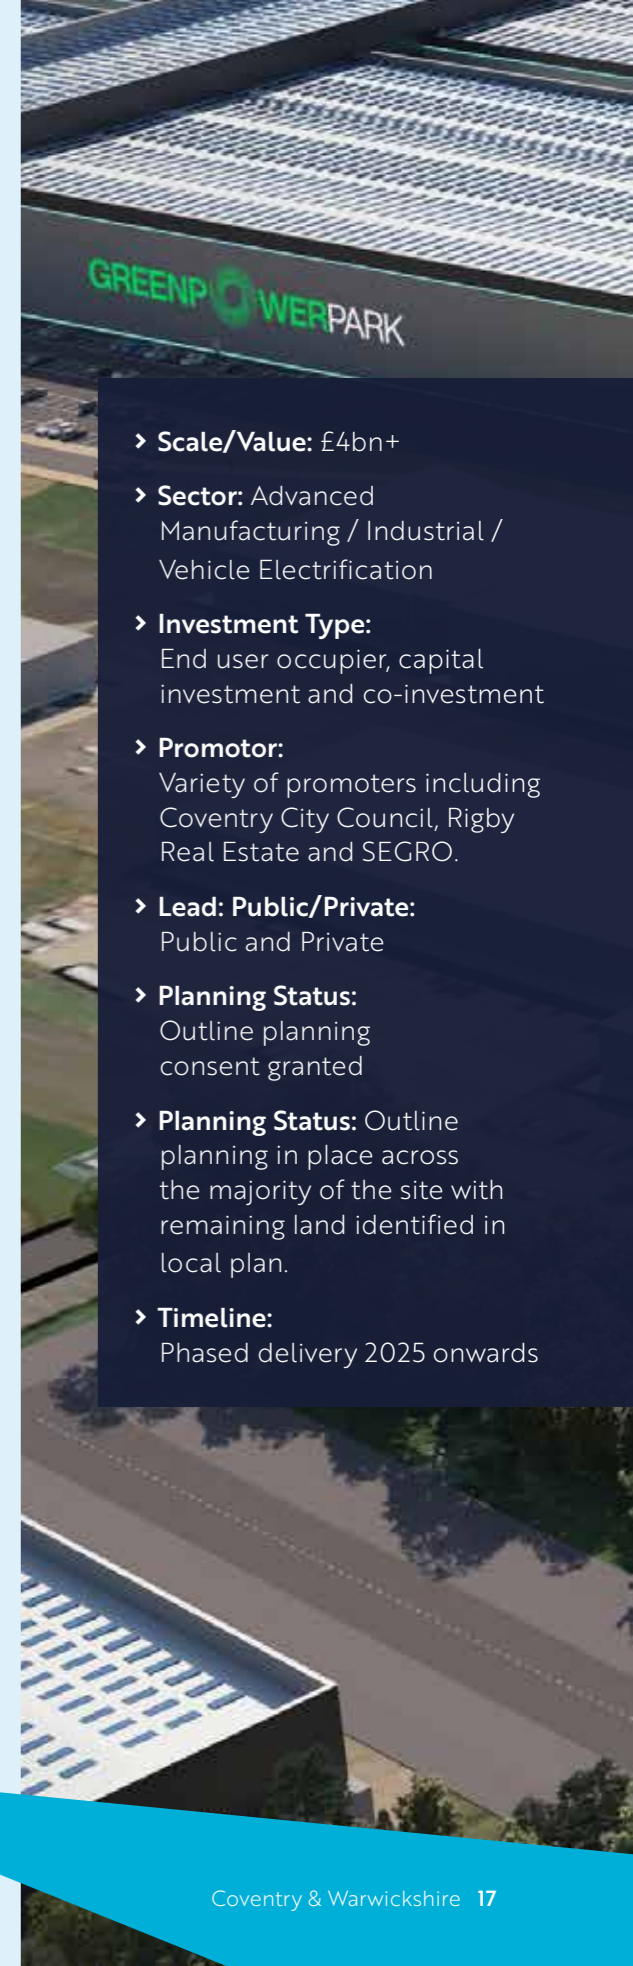 GREENPOWERPARK
› Scale/Value: £4bn+
› Sector: Advanced
Manufacturing / Industrial /
Vehicle Electrification
› Investment Type:
End user occupier, capital
investment and co-investment
› Promotor:
Variety of promoters including
Coventry City Council, Rigby
Real Estate and SEGRO.
› Lead: Public/Private:
Public and Private
› Planning Status:
Outline planning
consent granted
› Planning Status: Outline
planning in place across
the majority of the site with
remaining land identified in
local plan.
› Timeline:
Phased delivery 2025 onwards
Coventry & Warwickshire 17